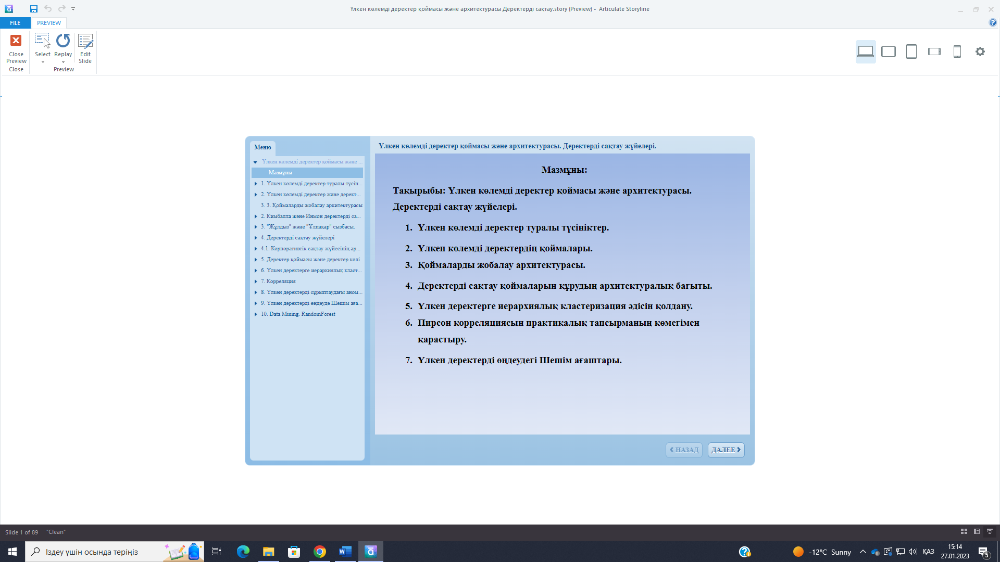 Үлкен көлемді деректер қоймасы және архитектурасы Деректерді сақтау.story (Preview) - Articulate Storyline
FILE
PREVIEW
Close Preview
Select
Replay
Edit Slide
Close
Preview
Меню
Үлкен көлемді деректер қоймасы және ...
Мазмұны
1. Үлкен көлемді деректер туралы түсін...
2. Үлкен көлемді деректер және дерект...
3. 3. Қоймаларды жобалау архитектурасы
2. Кимбалла және Инмон деректерді са...
3. "Жұлдыз" және "Ұлпақар" сызбасы.
4. Деректерді сақтау жүйелері
4.1. Корпоративтік сақтау жүйесінің ар...
5. Деректер қоймасы және деректер көлі
6. Үлкен деректерге иерархиялық класт...
7. Корреляция
8. Үлкен деректерді сұрыптаудағы аном...
9. Үлкен деректерді өңдеуде Шешім аға...
10. Data Mining. RandomForest
Үлкен көлемді деректер қоймасы және архитектурасы. Деректерді сақтау жүйелері.
Мазмұны:
Тақырыбы: Үлкен көлемді деректер қоймасы және архитектурасы.
Деректерді сақтау жүйелері.
1. Үлкен көлемді деректер туралы түсініктер.
2. Үлкен көлемді деректердің қоймалары.
3. Қоймаларды жобалау архитектурасы.
4. Деректерді сақтау қоймаларын құрудың архитектуралық бағыты.
5. Үлкен деректерге иерархиялық кластеризация әдісін қолдану.
6. Пирсон корреляциясын практикалық тапсырманың көмегімен
қарастыру.
7. Үлкен деректерді өңдеудегі Шешім ағаштары.
НАЗАД
ДАЛЕЕ
Slide 1 of 89
"Clean"
Іздеу үшін осында теріңіз
-12°C Sunny
ҚАЗ
15:14
27.01.2023
5